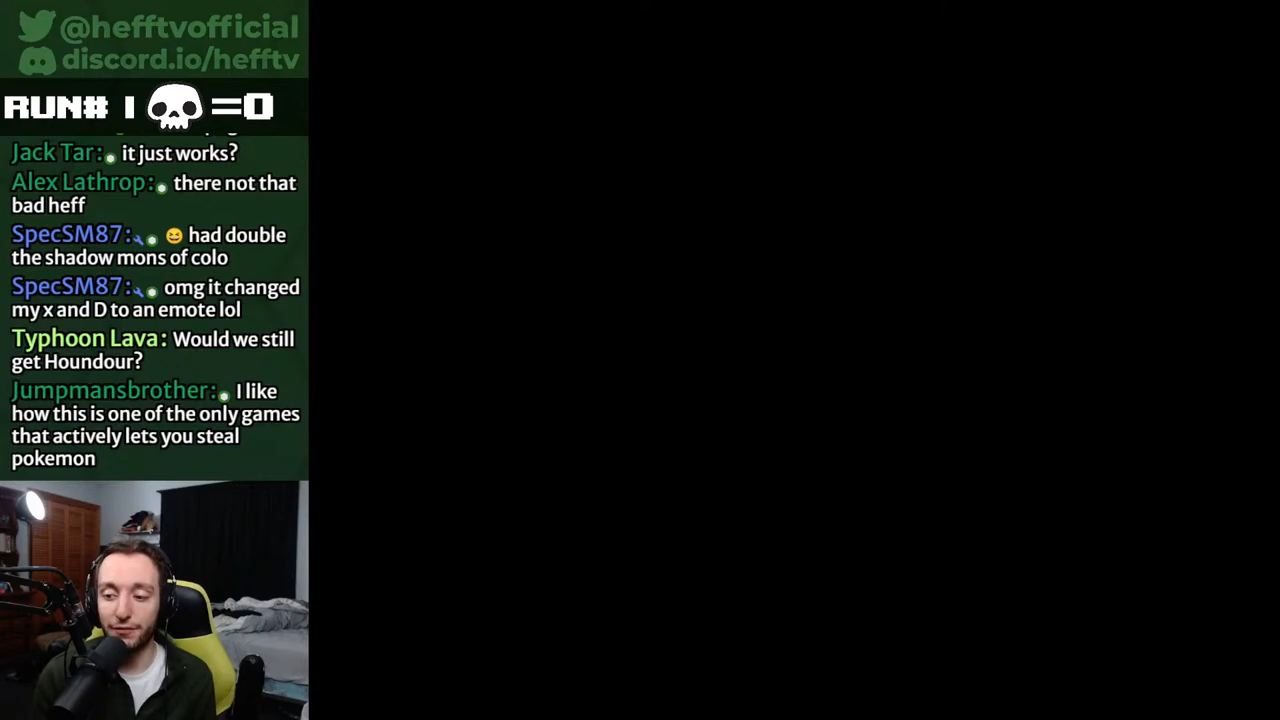 @hefftvofficial
discord.io/hefftv
RUN# 1 =0
Jack Tar: it just works?
Alex Lathrop: there not that
bad heff
SpecSM87: 😆 had double
the shadow mons of colo
SpecSM87: omg it changed
my x and D to an emote lol
Typhoon Lava: Would we still
get Houndour?
Jumpmansbrother: I like
how this is one of the only games
that actively lets you steal
pokemon